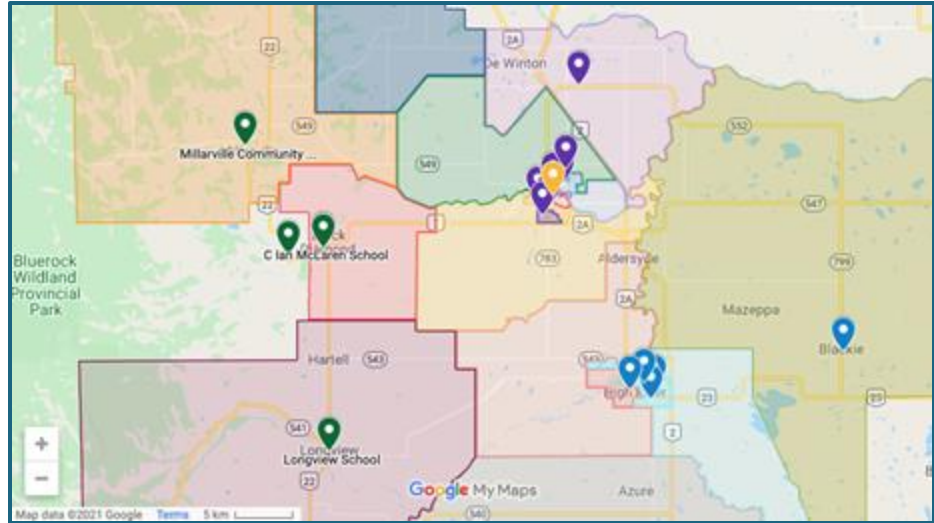 22
2A
De Winton
549
2
552
Millarville Community ...
549
22
547
2A
C Ian McLaren School
Bluerock
Wildland
Provincial
Park
783
Aldersyde
799
2A
Mazeppa
Blackie
Hartell
543
23
23
541
2
Longview
Longview School
22
Google My Maps
Azure
540
+
−
Map data ©2021 Google
Terms
5 km